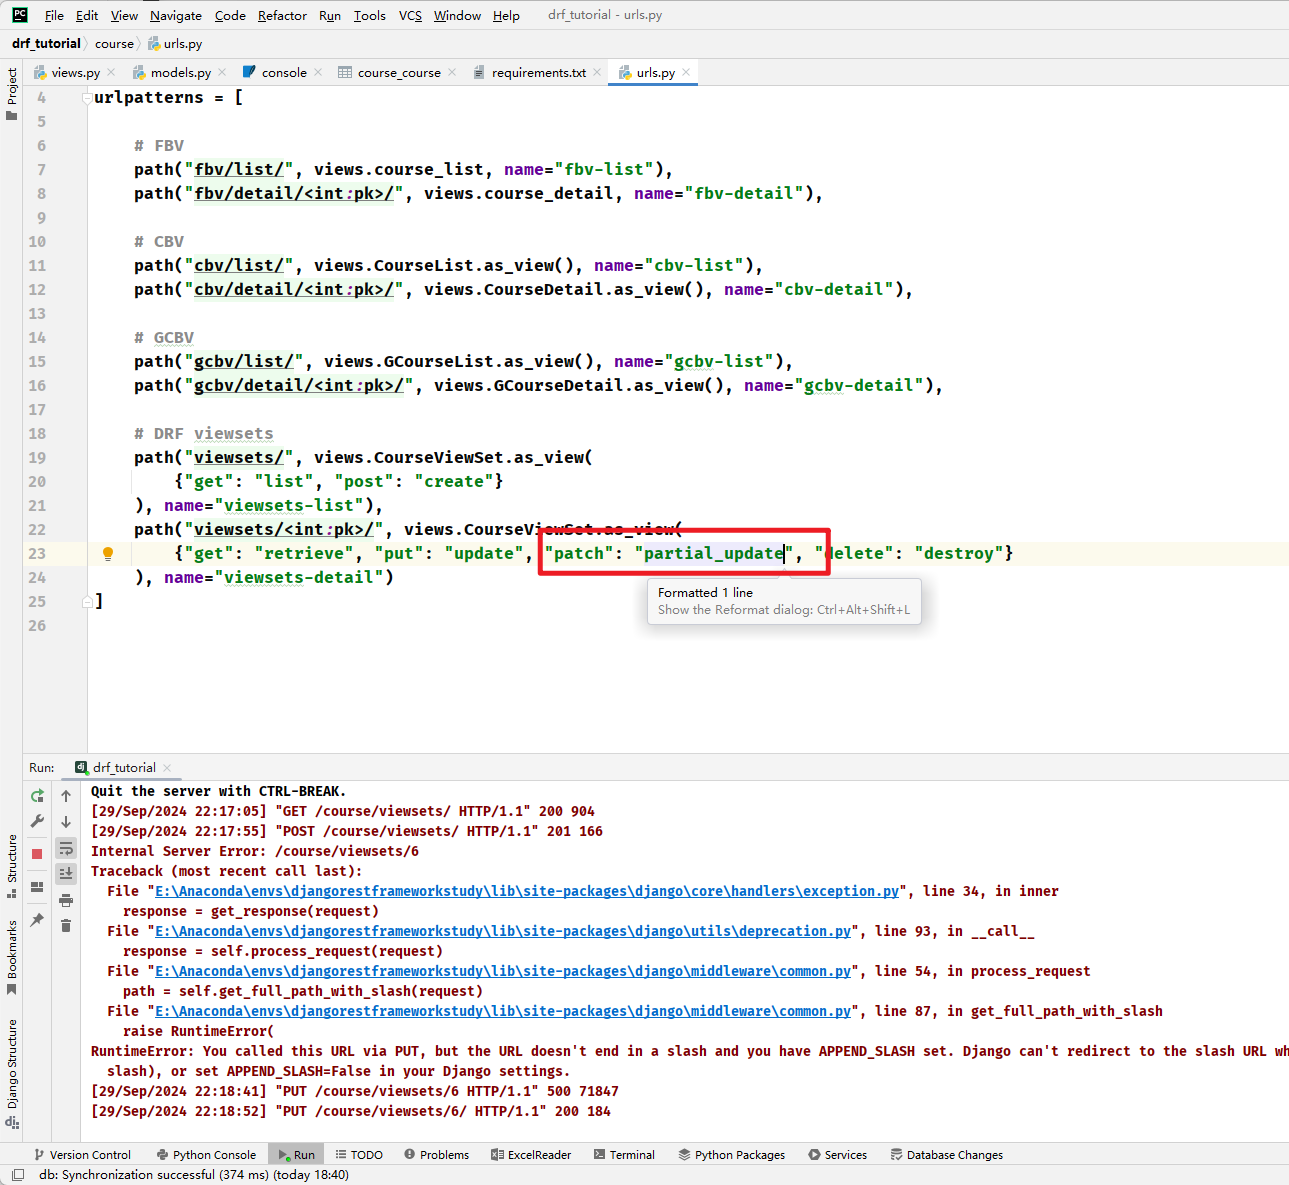 File Edit View Navigate Code Refactor Run Tools VCS Window Help drf_tutorial - urls.py
drf_tutorial course urls.py
views.py models.py console course_course requirements.txt urls.py
Project
4 urlpatterns = [
5
6 # FBV
7 path("fbv/list/", views.course_list, name="fbv-list"),
8 path("fbv/detail/<int:pk>/", views.course_detail, name="fbv-detail"),
9
10 # CBV
11 path("cbv/list/", views.CourseList.as_view(), name="cbv-list"),
12 path("cbv/detail/<int:pk>/", views.CourseDetail.as_view(), name="cbv-detail"),
13
14 # GCBV
15 path("gcbv/list/", views.GCourseList.as_view(), name="gcbv-list"),
16 path("gcbv/detail/<int:pk>/", views.GCourseDetail.as_view(), name="gcbv-detail"),
17
18 # DRF viewsets
19 path("viewsets/", views.CourseViewSet.as_view(
20 {"get": "list", "post": "create"}
21 ), name="viewsets-list"),
22 path("viewsets/<int:pk>/", views.CourseViewSet.as_view(
23 {"get": "retrieve", "put": "update", "patch": "partial_update", "delete": "destroy"}
24 ), name="viewsets-detail")
25 ]
26
Formatted 1 line
Show the Reformat dialog: Ctrl+Alt+Shift+L
Run: drf_tutorial
Quit the server with CTRL-BREAK.
[29/Sep/2024 22:17:05] "GET /course/viewsets/ HTTP/1.1" 200 904
[29/Sep/2024 22:17:55] "POST /course/viewsets/ HTTP/1.1" 201 166
Internal Server Error: /course/viewsets/6
Traceback (most recent call last):
File "E:\Anaconda\envs\djangorestframeworkstudy\lib\site-packages\django\core\handlers\exception.py", line 34, in inner
response = get_response(request)
File "E:\Anaconda\envs\djangorestframeworkstudy\lib\site-packages\django\utils\deprecation.py", line 93, in __call__
response = self.process_request(request)
File "E:\Anaconda\envs\djangorestframeworkstudy\lib\site-packages\django\middleware\common.py", line 54, in process_request
path = self.get_full_path_with_slash(request)
File "E:\Anaconda\envs\djangorestframeworkstudy\lib\site-packages\django\middleware\common.py", line 87, in get_full_path_with_slash
raise RuntimeError(
RuntimeError: You called this URL via PUT, but the URL doesn't end in a slash and you have APPEND_SLASH set. Django can't redirect to the slash URL wh
slash), or set APPEND_SLASH=False in your Django settings.
[29/Sep/2024 22:18:41] "PUT /course/viewsets/6 HTTP/1.1" 500 71847
[29/Sep/2024 22:18:52] "PUT /course/viewsets/6/ HTTP/1.1" 200 184
Structure
Bookmarks
Django Structure
Version Control Python Console Run TODO Problems ExcelReader Terminal Python Packages Services Database Changes
db: Synchronization successful (374 ms) (today 18:40)